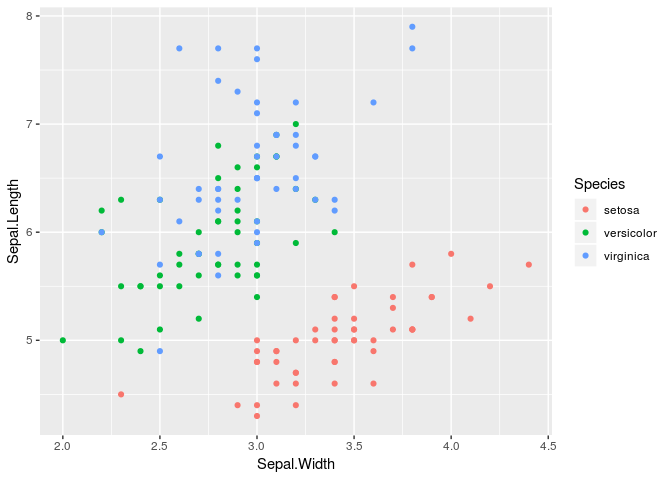 8
7
6
5
Sepal.Length
2.0 2.5 3.0 3.5 4.0 4.5
Sepal.Width
Species
setosa
versicolor
virginica